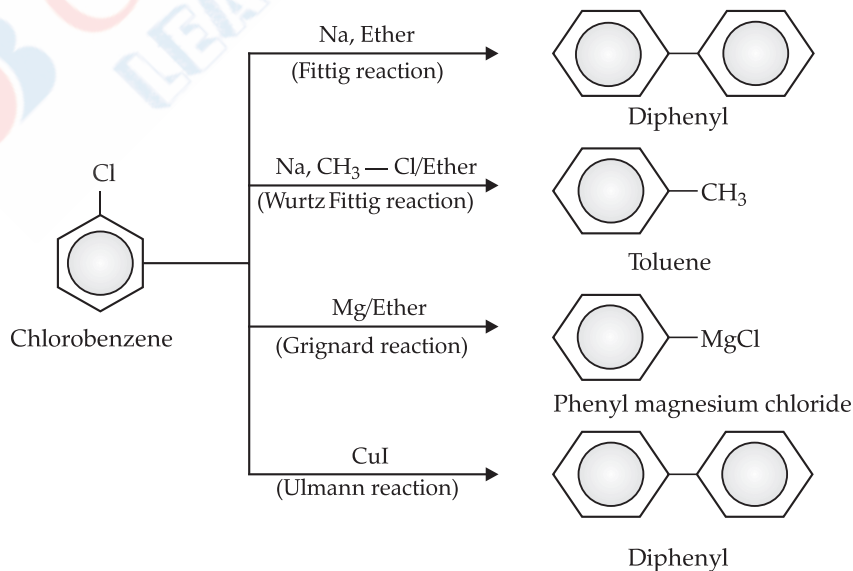 Na, Ether
(Fittig reaction)
Diphenyl
Cl
Na, CH₃ — Cl/Ether
(Wurtz Fittig reaction)
CH₃
Toluene
Chlorobenzene
Mg/Ether
(Grignard reaction)
MgCl
Phenyl magnesium chloride
CuI
(Ulmann reaction)
Diphenyl